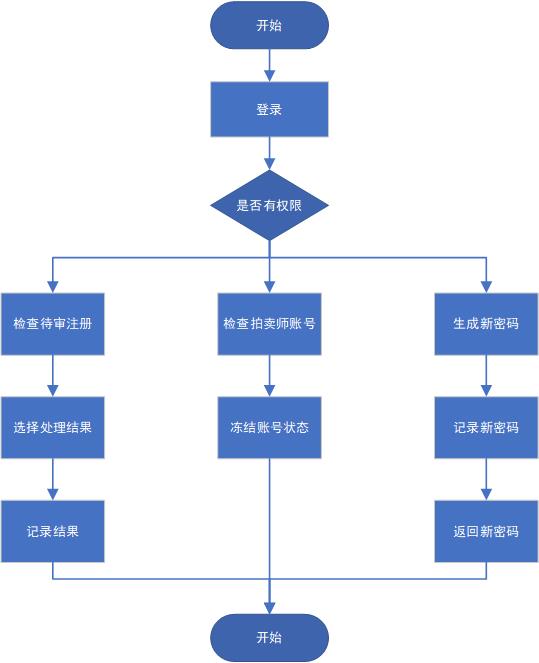 开始
登录
是否有权限
检查待审注册
检查拍卖师账号
生成新密码
选择处理结果
冻结账号状态
记录新密码
记录结果
返回新密码
开始